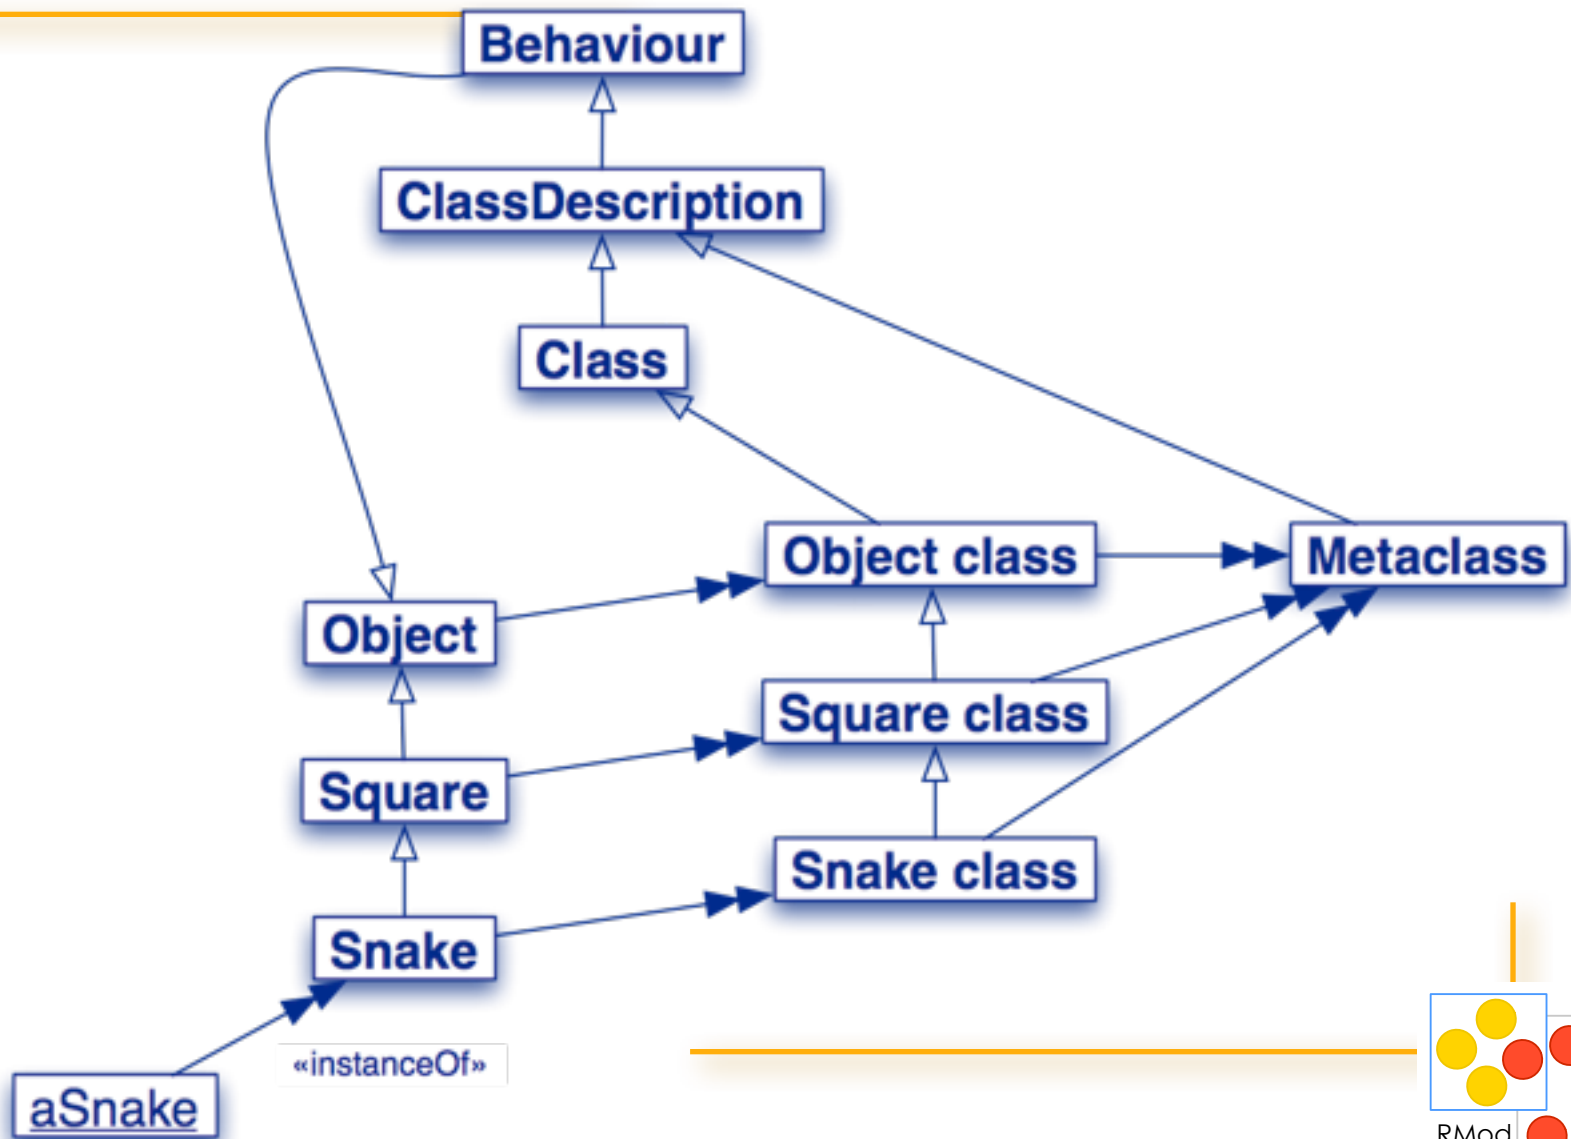 Behaviour
ClassDescription
Class
Object class
Metaclass
Object
Square class
Square
Snake class
Snake
«instanceOf»
aSnake
RMod